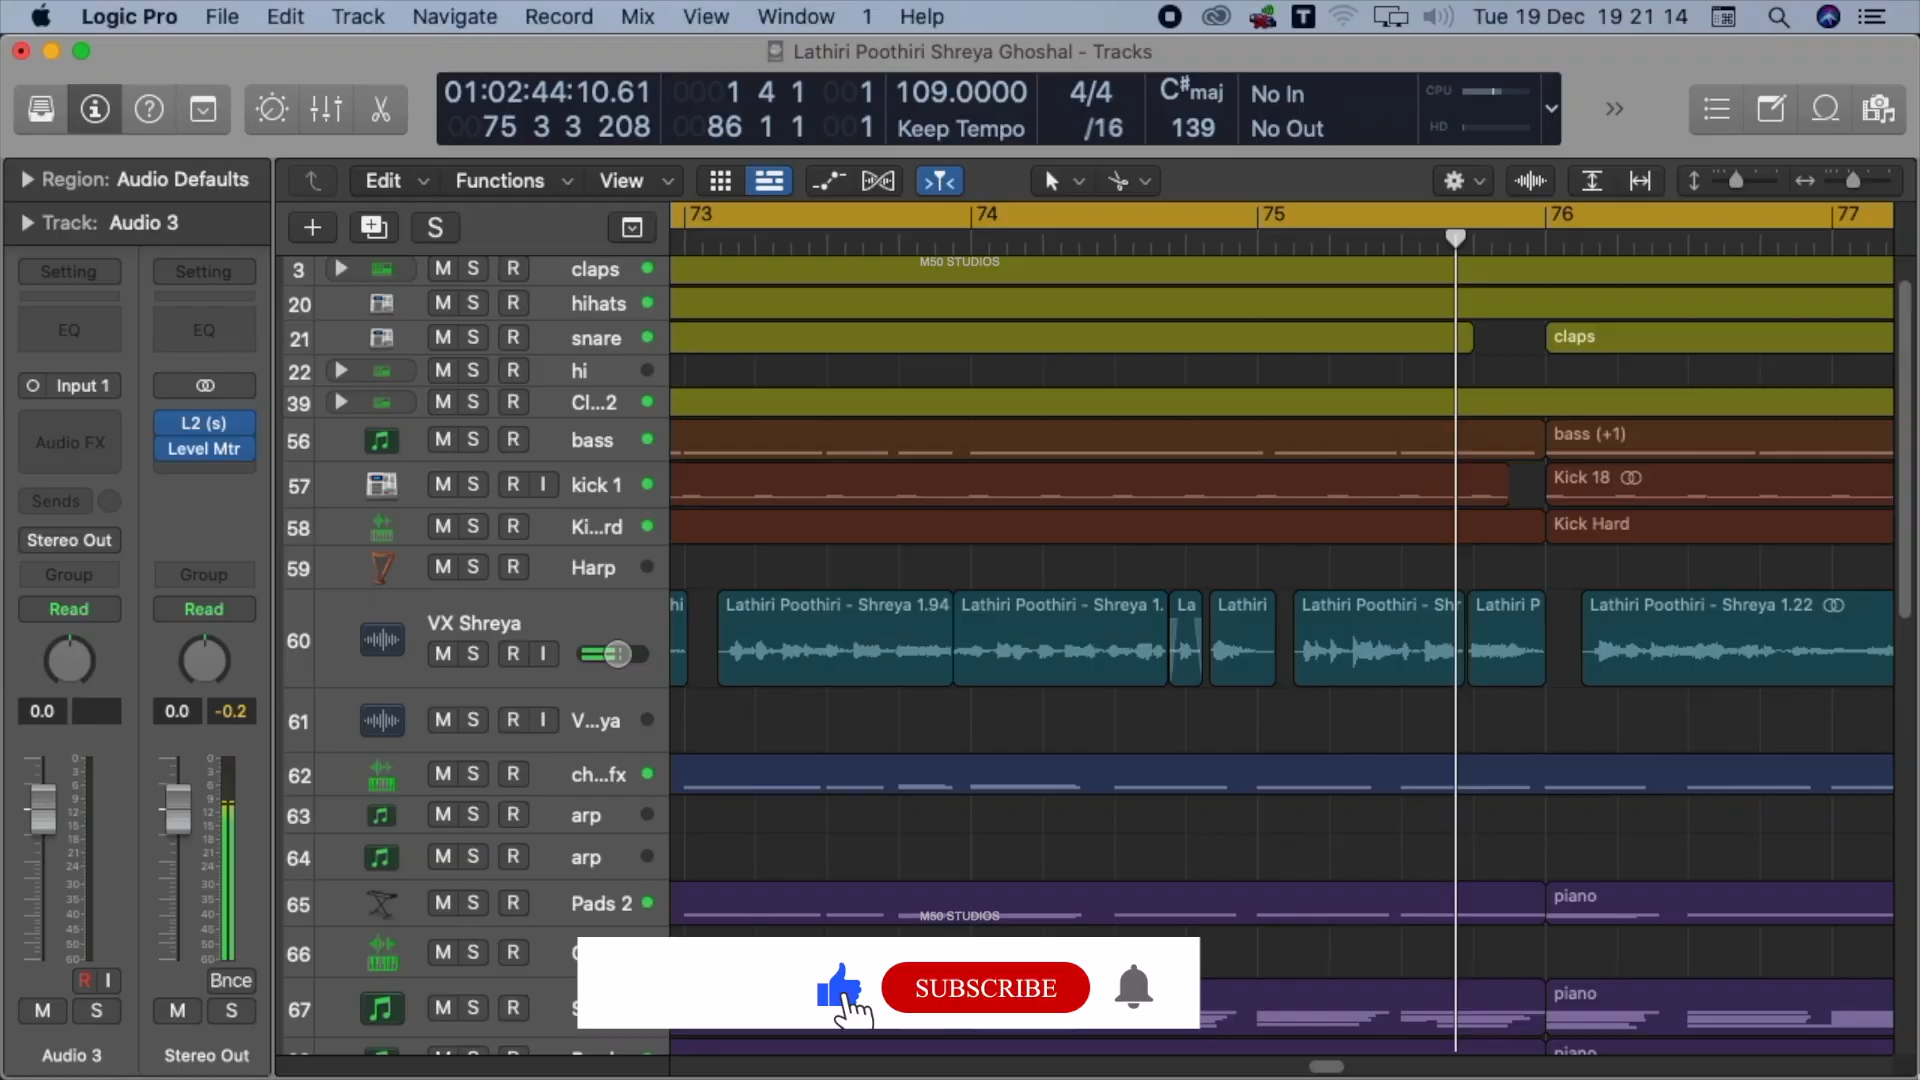 Logic Pro File Edit Track Navigate Record Mix View Window 1 Help T Tue 19 Dec 19 21 14
Lathiri Poothiri Shreya Ghoshal - Tracks
01:02:44:10.61 0001 4 1 001 109.0000 4/4 C#maj No In CPU
0075 3 3 208 0086 1 1 001 Keep Tempo /16 139 No Out HD
Region: Audio Defaults Edit Functions View
Track: Audio 3 S 73 74 75 76 77
Setting Setting 3 M S R claps M50 STUDIOS
20 M S R hihats
EQ EQ 21 M S R snare claps
22 M S R hi
Input 1 39 M S R Cl...2
L2 (s)
Audio FX Level Mtr 56 M S R bass bass (+1)
57 M S R I kick 1 Kick 18
Sends
58 M S R Ki...rd Kick Hard
Stereo Out
Group Group 59 M S R Harp
Read Read
Lathiri Poothiri - Shreya 1.94 Lathiri Poothiri - Shreya 1. La Lathiri Lathiri Poothiri - Shr Lathiri P Lathiri Poothiri - Shreya 1.22
60 VX Shreya
M S R I
0.0 0.0 -0.2 61 M S R I V...ya
62 M S R ch...fx
63 M S R arp
64 M S R arp
65 M S R Pads 2 piano
M50 STUDIOS
66 M S R
R I Bnce
SUBSCRIBE
67 M S R piano
M S M S
Audio 3 Stereo Out piano